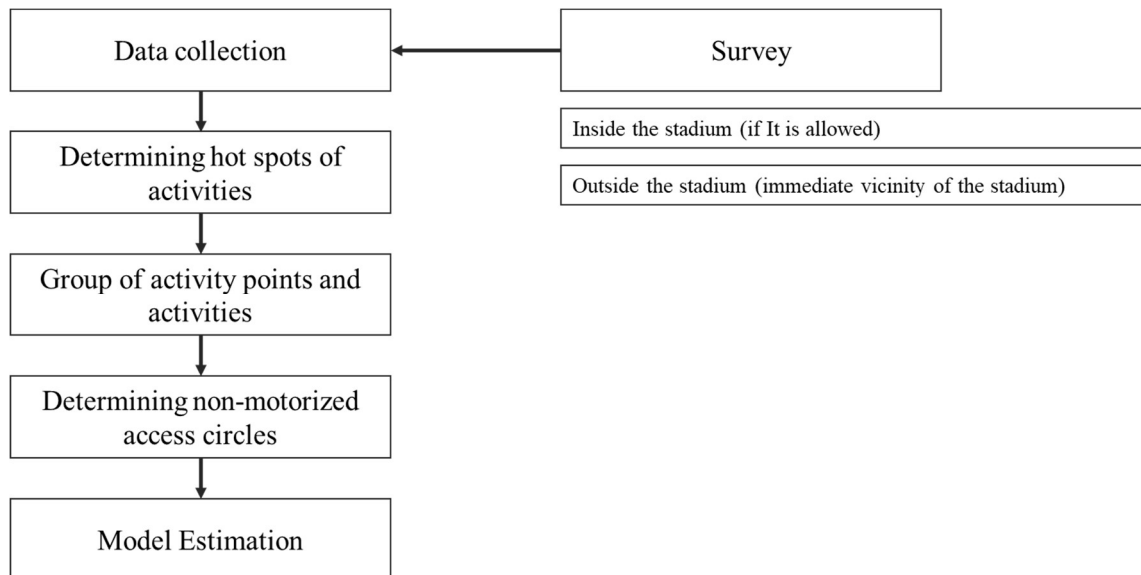 Data collection
Survey
Inside the stadium (if It is allowed)
Outside the stadium (immediate vicinity of the stadium)
Determining hot spots of
activities
Group of activity points and
activities
Determining non-motorized
access circles
Model Estimation